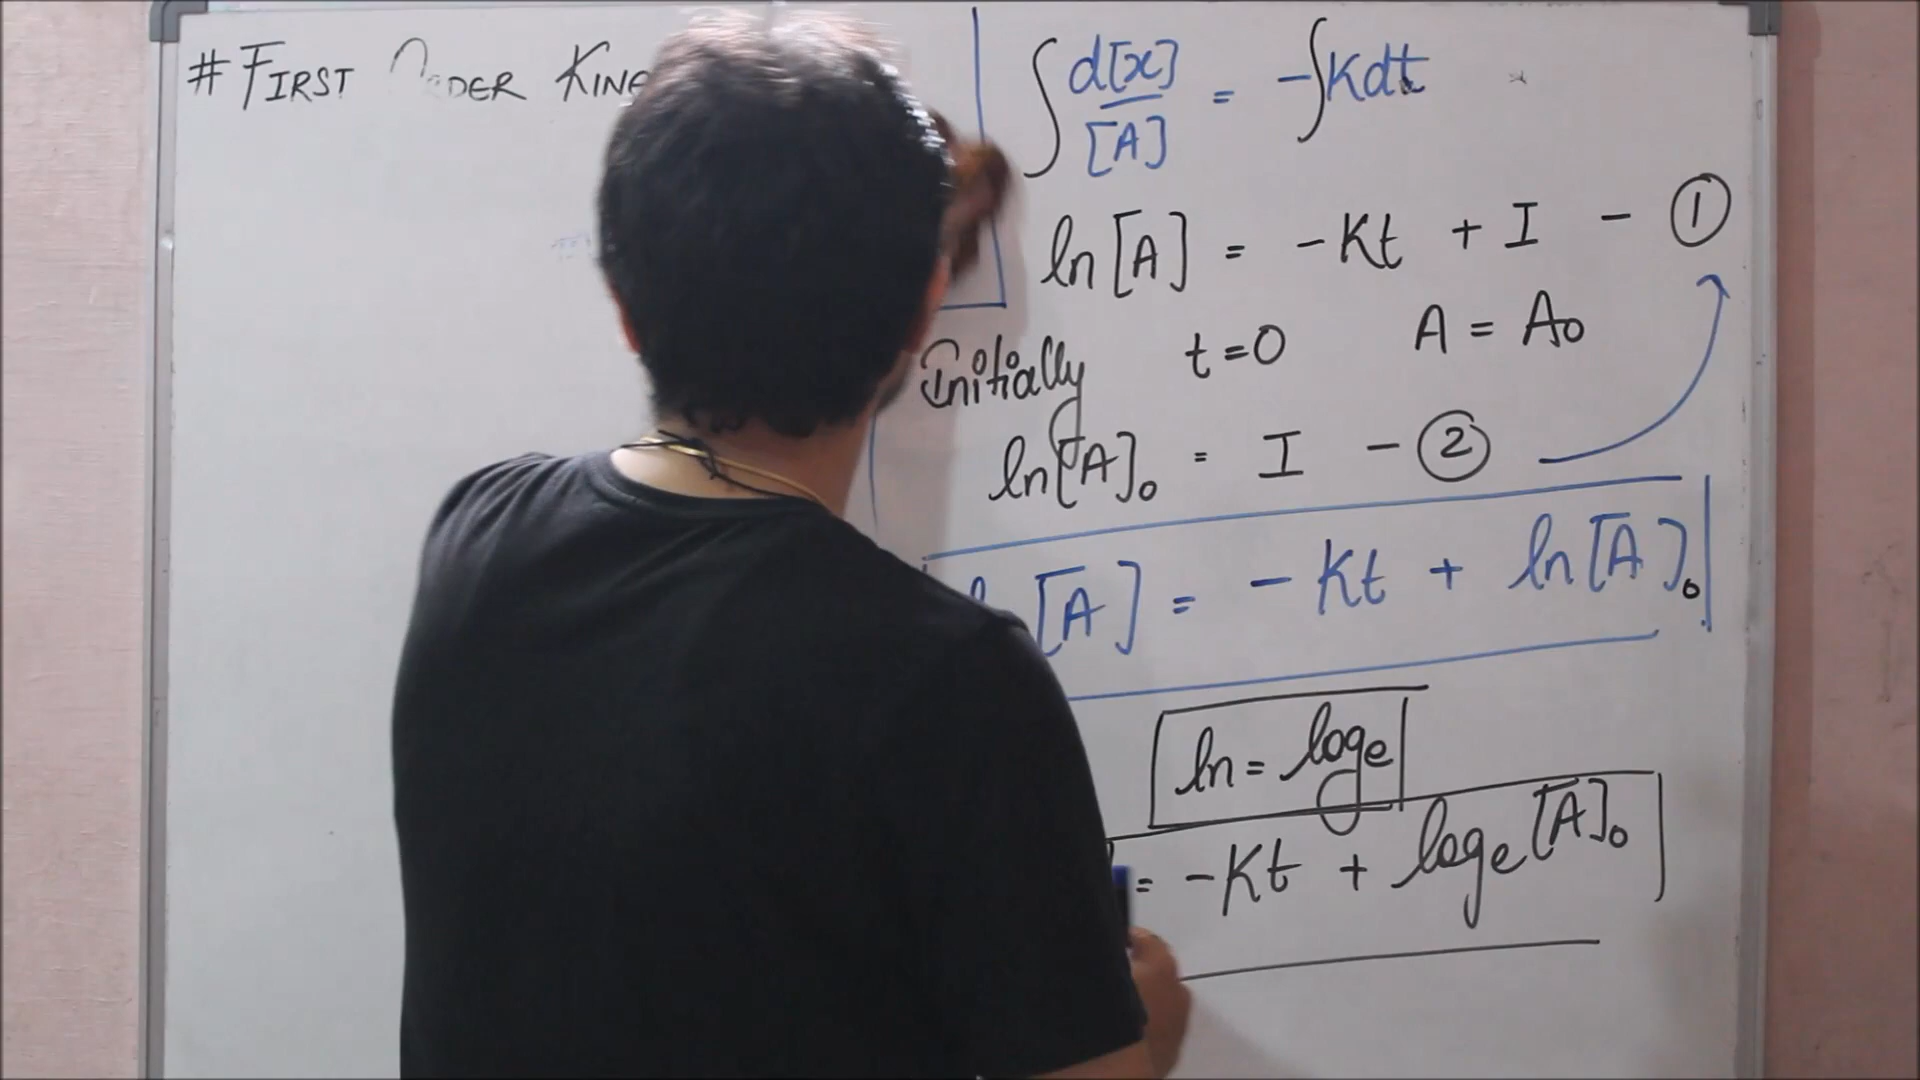 # FIRST ORDER KINE
∫ d[x]/[A] = -∫Kdt
ln[A] = -Kt + I - ①
Initially t=0 A = A₀
ln[A]₀ = I - ②
[A] = -Kt + ln[A]₀
ln = logₑ
= -Kt + logₑ[A]₀